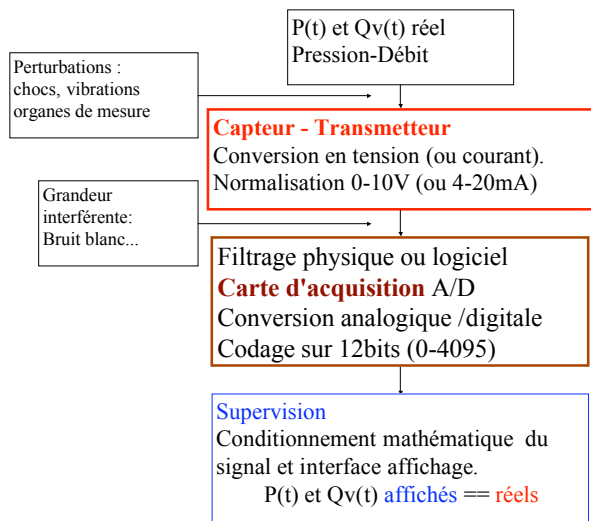 P(t) et Qv(t) réel
Pression-Débit
Perturbations :
chocs, vibrations
organes de mesure
Capteur - Transmetteur
Conversion en tension (ou courant).
Normalisation 0-10V (ou 4-20mA)
Grandeur
interférente:
Bruit blanc...
Filtrage physique ou logiciel
Carte d'acquisition A/D
Conversion analogique /digitale
Codage sur 12bits (0-4095)
Supervision
Conditionnement mathématique du
signal et interface affichage.
P(t) et Qv(t) affichés == réels